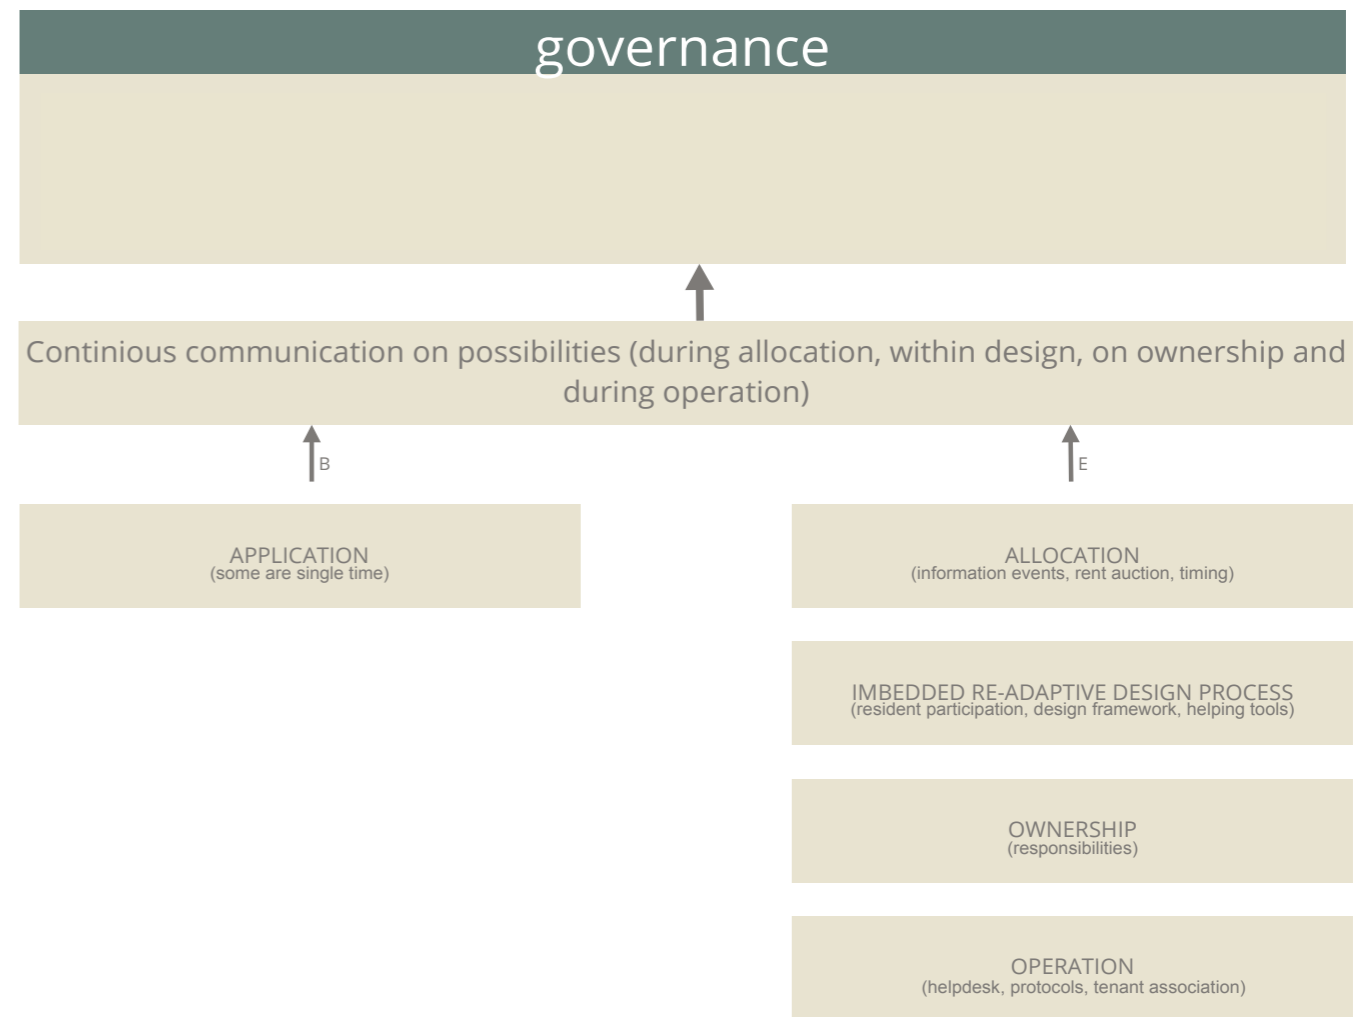 governance
Continious communication on possibilities (during allocation, within design, on ownership and
during operation)
B
E
APPLICATION
(some are single time)
ALLOCATION
(information events, rent auction, timing)
IMBEDDED RE-ADAPTIVE DESIGN PROCESS
(resident participation, design framework, helping tools)
OWNERSHIP
(responsibilities)
OPERATION
(helpdesk, protocols, tenant association)